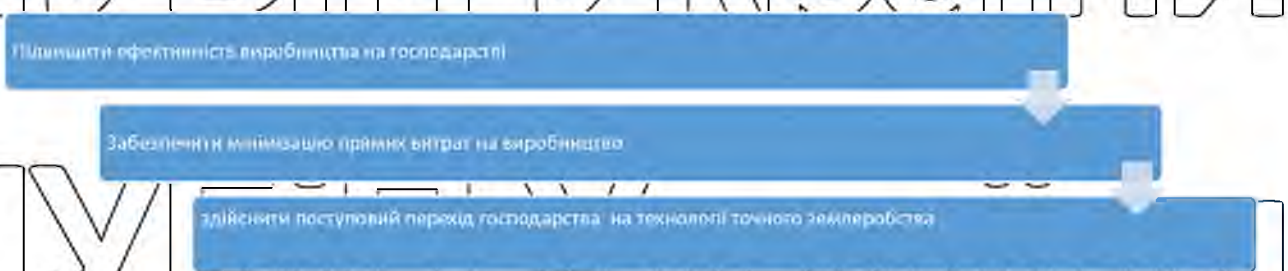 Підвищити ефективність виробництва на господарстві
Забезпечити мінімізацію прямих витрат на виробництво
здійснити поступовий перехід господарства на технології точного землеробства